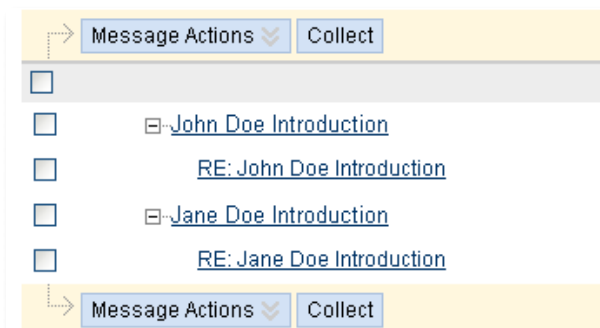 Message Actions Collect
John Doe Introduction
RE: John Doe Introduction
Jane Doe Introduction
RE: Jane Doe Introduction
Message Actions Collect